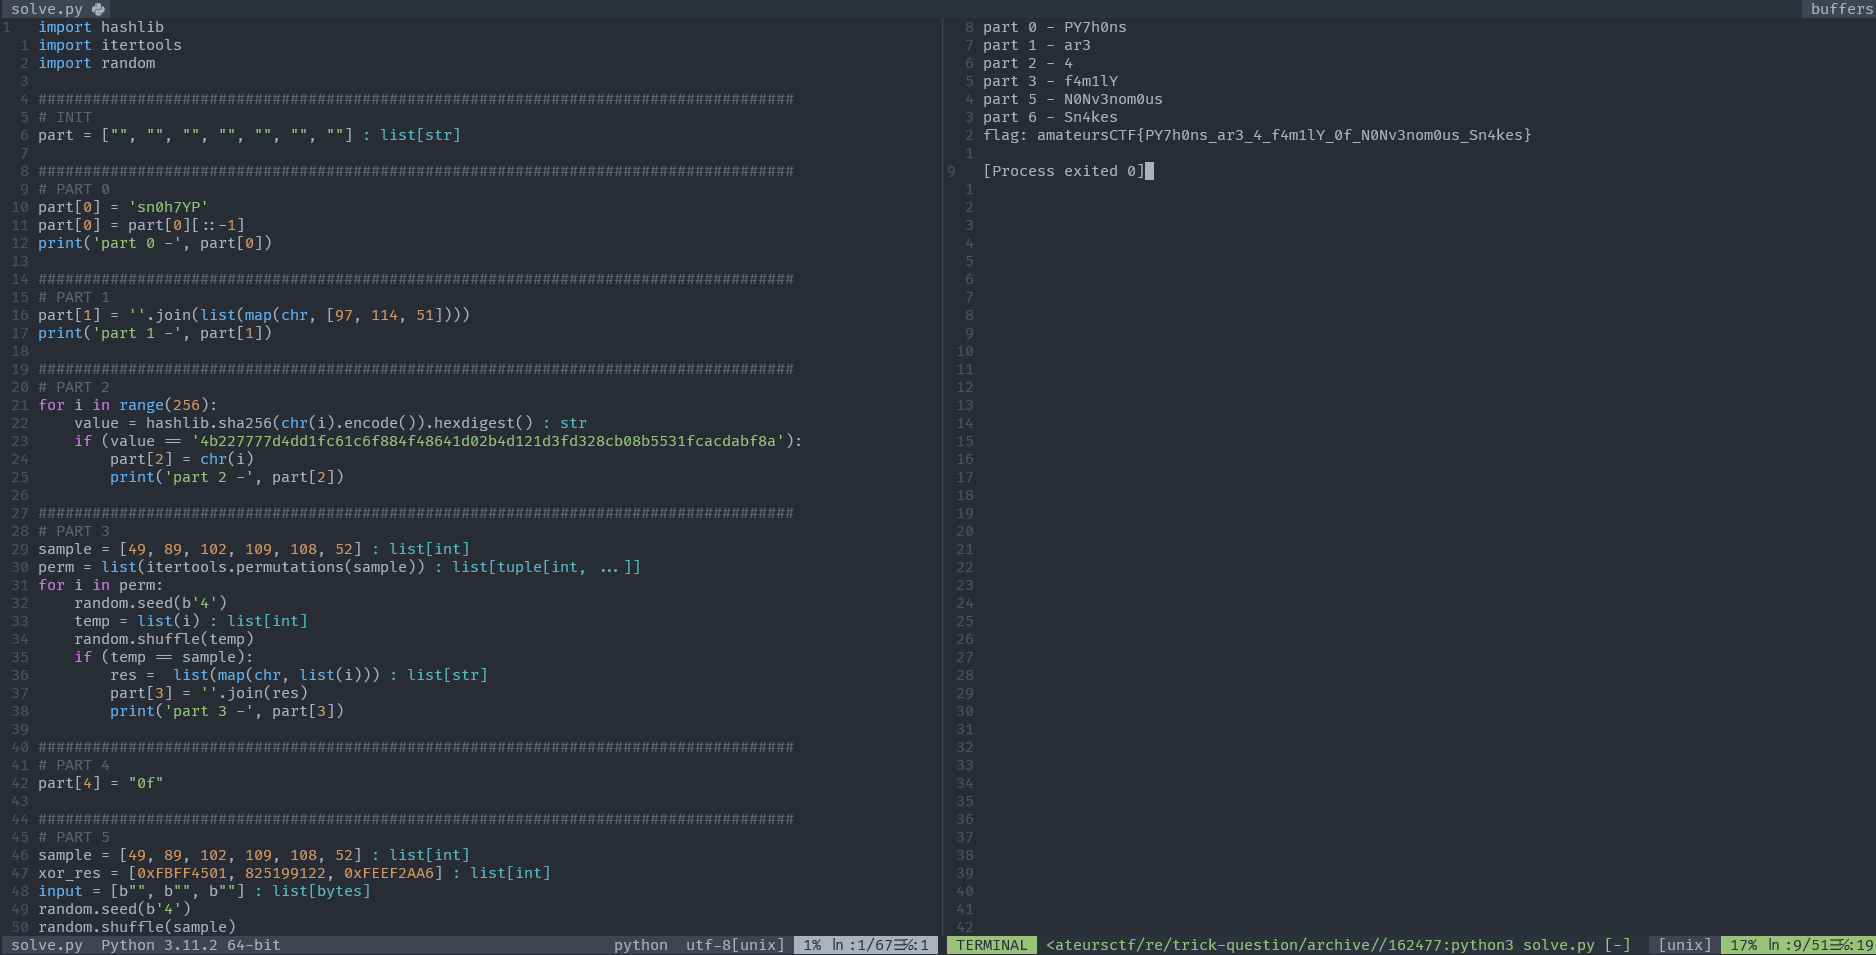 solve.py
buffers
1 import hashlib
1 import itertools
2 import random
3
4 ####################################################################################
5 # INIT
6 part = ["", "", "", "", "", "", ""] : list[str]
7
8 ####################################################################################
9 # PART 0
10 part[0] = 'sn0h7YP'
11 part[0] = part[0][::-1]
12 print('part 0 -', part[0])
13
14 ####################################################################################
15 # PART 1
16 part[1] = ''.join(list(map(chr, [97, 114, 51])))
17 print('part 1 -', part[1])
18
19 ####################################################################################
20 # PART 2
21 for i in range(256):
22     value = hashlib.sha256(chr(i).encode()).hexdigest() : str
23     if (value == '4b227777d4dd1fc61c6f884f48641d02b4d121d3fd328cb08b5531fcacdabf8a'):
24         part[2] = chr(i)
25         print('part 2 -', part[2])
26
27 ####################################################################################
28 # PART 3
29 sample = [49, 89, 102, 109, 108, 52] : list[int]
30 perm = list(itertools.permutations(sample)) : list[tuple[int, ...]]
31 for i in perm:
32     random.seed(b'4')
33     temp = list(i) : list[int]
34     random.shuffle(temp)
35     if (temp == sample):
36         res =  list(map(chr, list(i))) : list[str]
37         part[3] = ''.join(res)
38         print('part 3 -', part[3])
39
40 ####################################################################################
41 # PART 4
42 part[4] = "0f"
43
44 ####################################################################################
45 # PART 5
46 sample = [49, 89, 102, 109, 108, 52] : list[int]
47 xor_res = [0xFBFF4501, 825199122, 0xFEEF2AA6] : list[int]
48 input = [b"", b"", b""] : list[bytes]
49 random.seed(b'4')
50 random.shuffle(sample)
solve.py  Python 3.11.2 64-bit  python  utf-8[unix]  1% ln :1/67☰℅:1
8 part 0 - PY7h0ns
7 part 1 - ar3
6 part 2 - 4
5 part 3 - f4m1lY
4 part 5 - N0Nv3nom0us
3 part 6 - Sn4kes
2 flag: amateursCTF{PY7h0ns_ar3_4_f4m1lY_0f_N0Nv3nom0us_Sn4kes}
1
9 [Process exited 0]
1
2
3
4
5
6
7
8
9
10
11
12
13
14
15
16
17
18
19
20
21
22
23
24
25
26
27
28
29
30
31
32
33
34
35
36
37
38
39
40
41
42
TERMINAL  <ateursctf/re/trick-question/archive//162477:python3 solve.py [-]  [unix]  17% ln :9/51☰℅:19